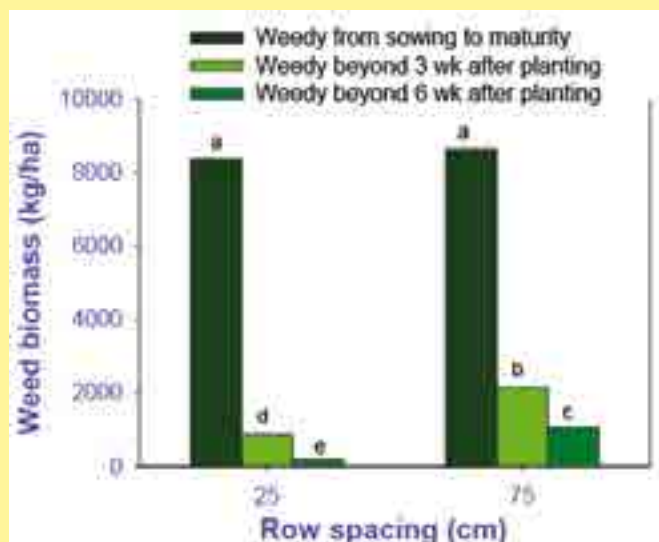 Weedy from sowing to maturity
Weedy beyond 3 wk after planting
Weedy beyond 6 wk after planting
10000
8000
6000
4000
2000
0
Weed biomass (kg/ha)
a
d
e
a
b
c
25
75
Row spacing (cm)